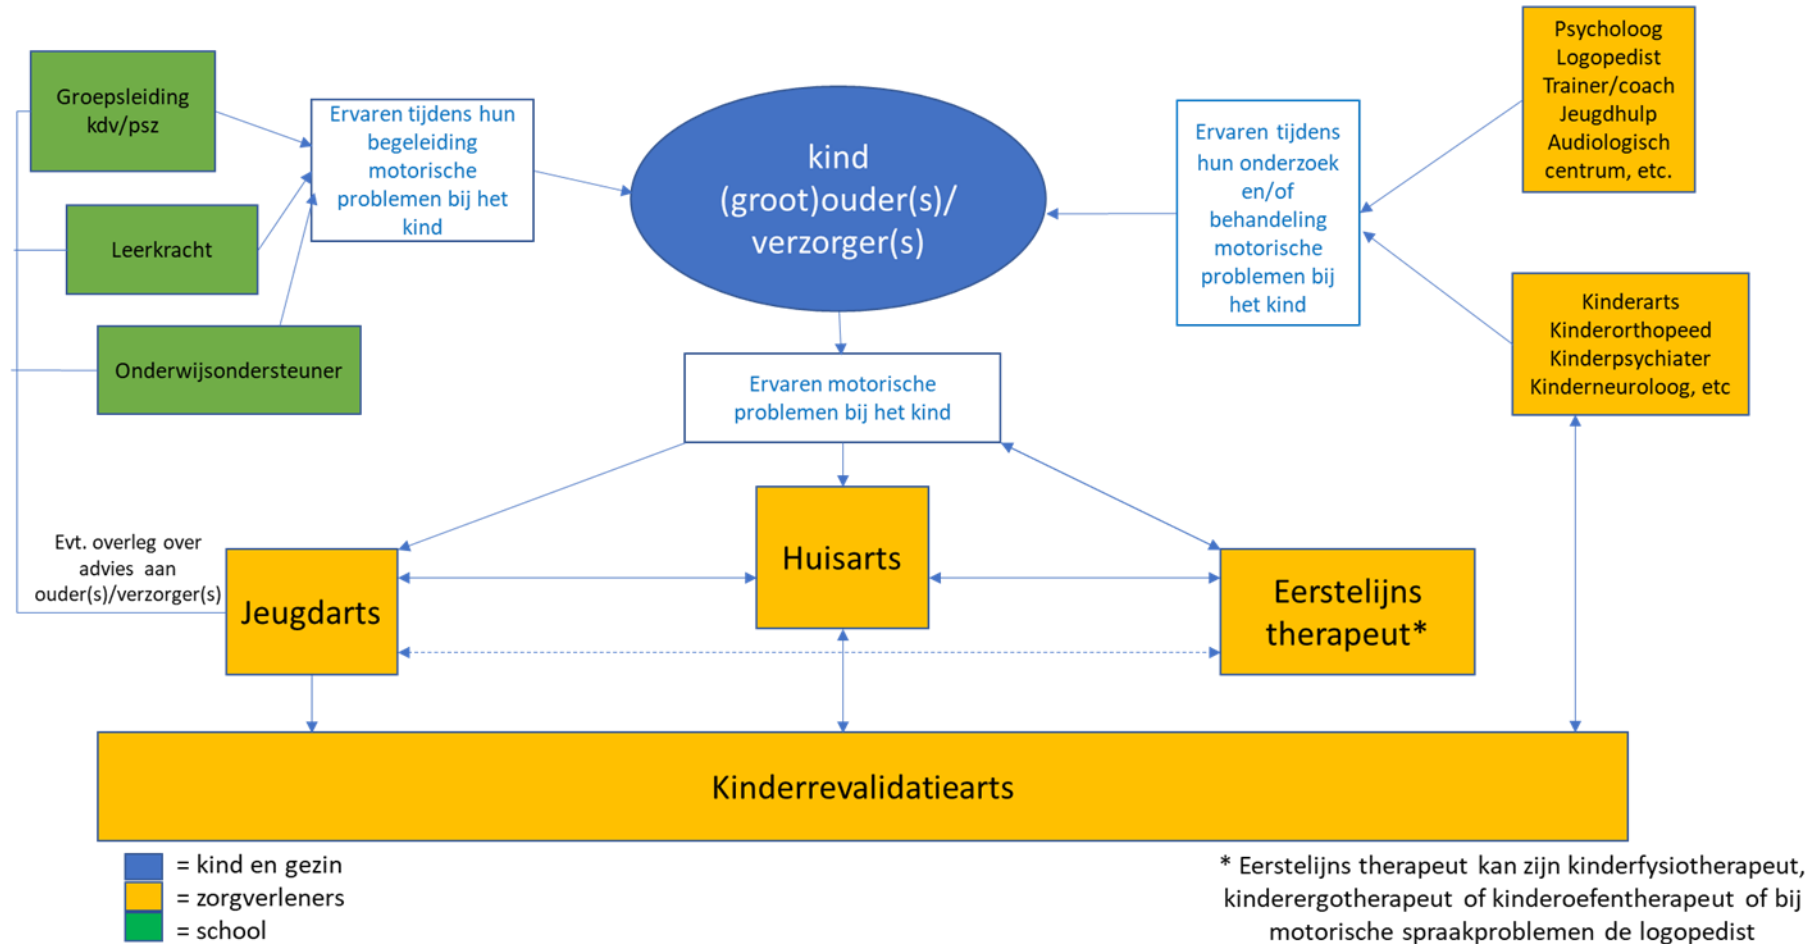 Groepsleiding
kdv/psz
Leerkracht
Onderwijsondersteuner
Ervaren tijdens hun
begeleiding
motorische
problemen bij het
kind
kind
(groot)ouder(s)/
verzorger(s)
Ervaren tijdens
hun onderzoek
en/of
behandeling
motorische
problemen bij
het kind
Psycholoog
Logopedist
Trainer/coach
Jeugdhulp
Audiologisch
centrum, etc.
Kinderarts
Kinderorthopeed
Kinderpsychiater
Kinderneuroloog, etc
Ervaren motorische
problemen bij het kind
Evt. overleg over
advies aan
ouder(s)/verzorger(s)
Jeugdarts
Huisarts
Eerstelijns
therapeut*
Kinderrevalidatiearts
= kind en gezin
= zorgverleners
= school
* Eerstelijns therapeut kan zijn kinderfysiotherapeut,
kinderergotherapeut of kinderoefentherapeut of bij
motorische spraakproblemen de logopedist